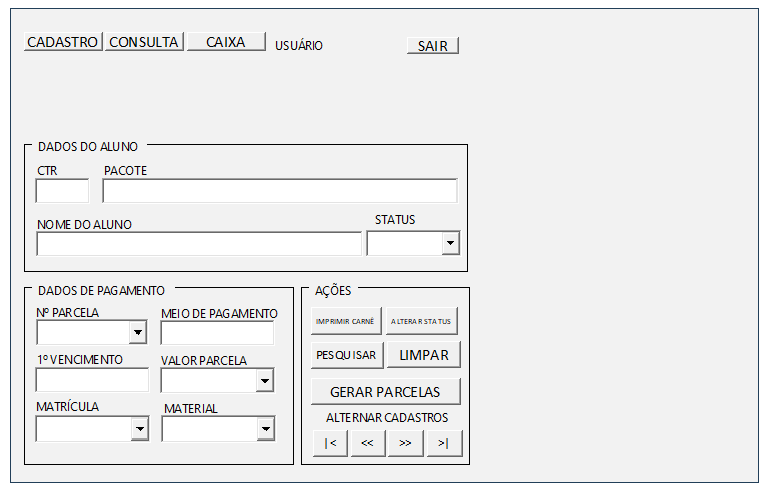 CADASTRO CONSULTA CAIXA USUÁRIO SAIR
DADOS DO ALUNO
CTR PACOTE
NOME DO ALUNO STATUS
DADOS DE PAGAMENTO
Nº PARCELA MEIO DE PAGAMENTO
1º VENCIMENTO VALOR PARCELA
MATRÍCULA MATERIAL
AÇÕES
IMPRIMIR CARNÊ ALTERAR STATUS
PESQUISAR LIMPAR
GERAR PARCELAS
ALTERNAR CADASTROS
|< << >> >|